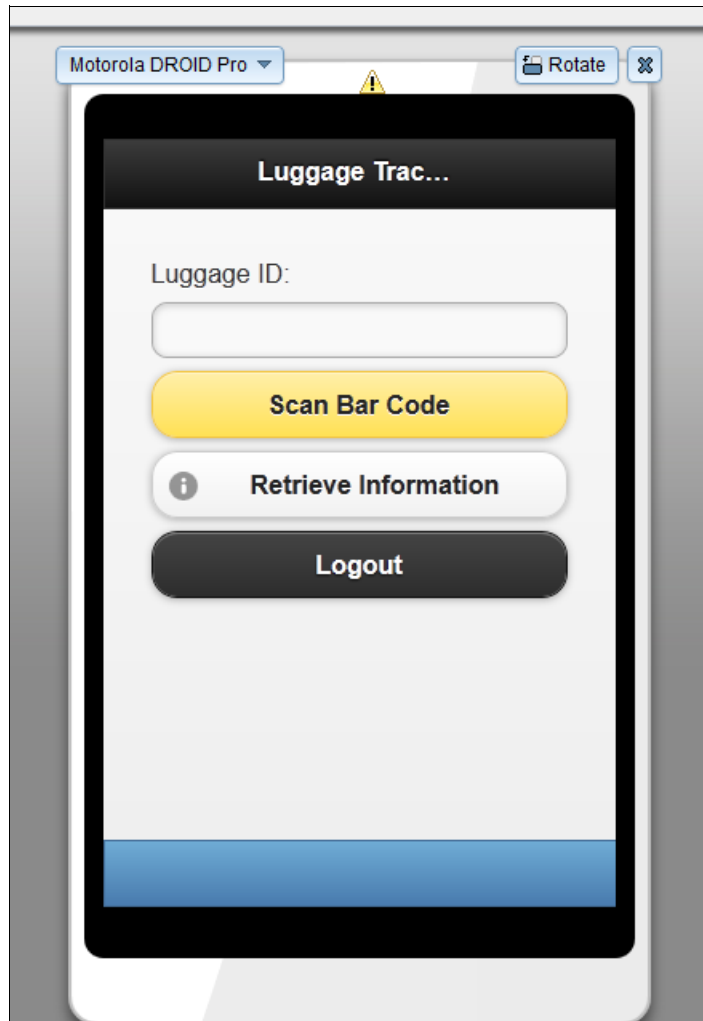 Motorola DROID Pro
Rotate
Luggage Trac...
Luggage ID:
Scan Bar Code
Retrieve Information
Logout